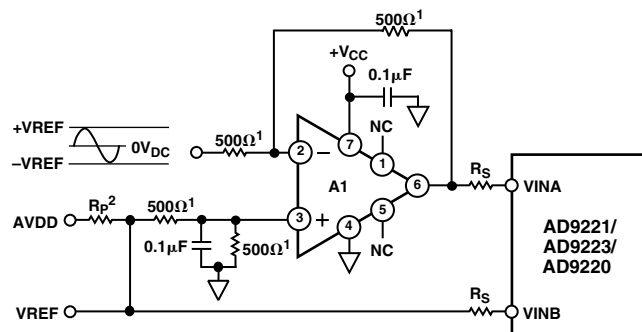 500Ω¹
+VCC
0.1µF
+VREF
0VDC
–VREF
500Ω¹
NC
2
–
7
1
A1
6
RS
VINA
AVDD
RP²
500Ω¹
3
+
5
4
NC
0.1µF
500Ω¹
AD9221/
AD9223/
AD9220
VREF
RS
VINB